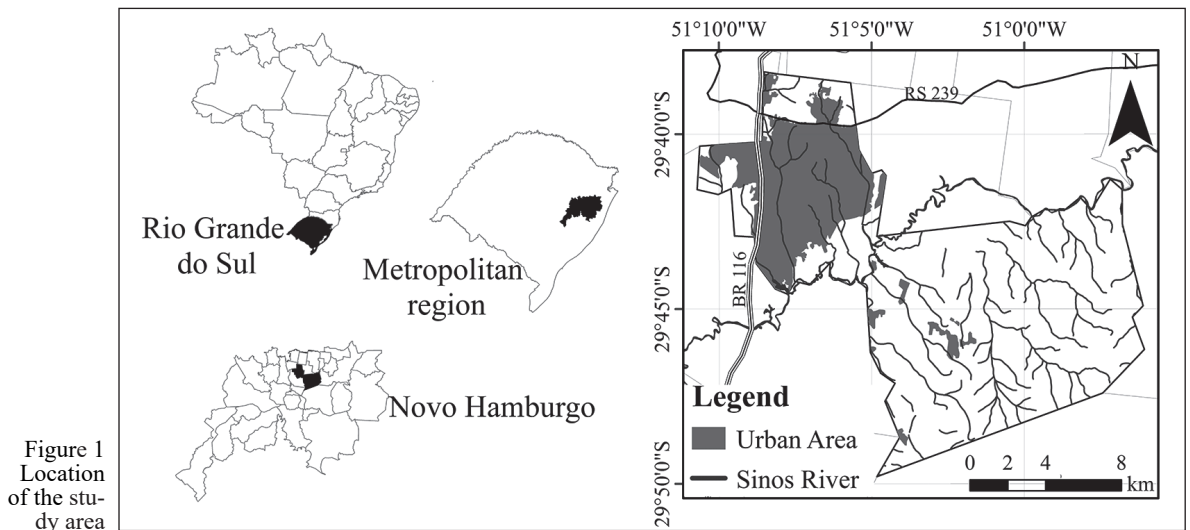 51°10'0"W 51°5'0"W 51°0'0"W
N
RS 239
29°40'0"S
Rio Grande
do Sul
Metropolitan
region
BR 116
29°45'0"S
Novo Hamburgo
Legend
Urban Area
Sinos River
0 2 4 8
km
29°50'0"S
Figure 1
Location
of the stu-
dy area